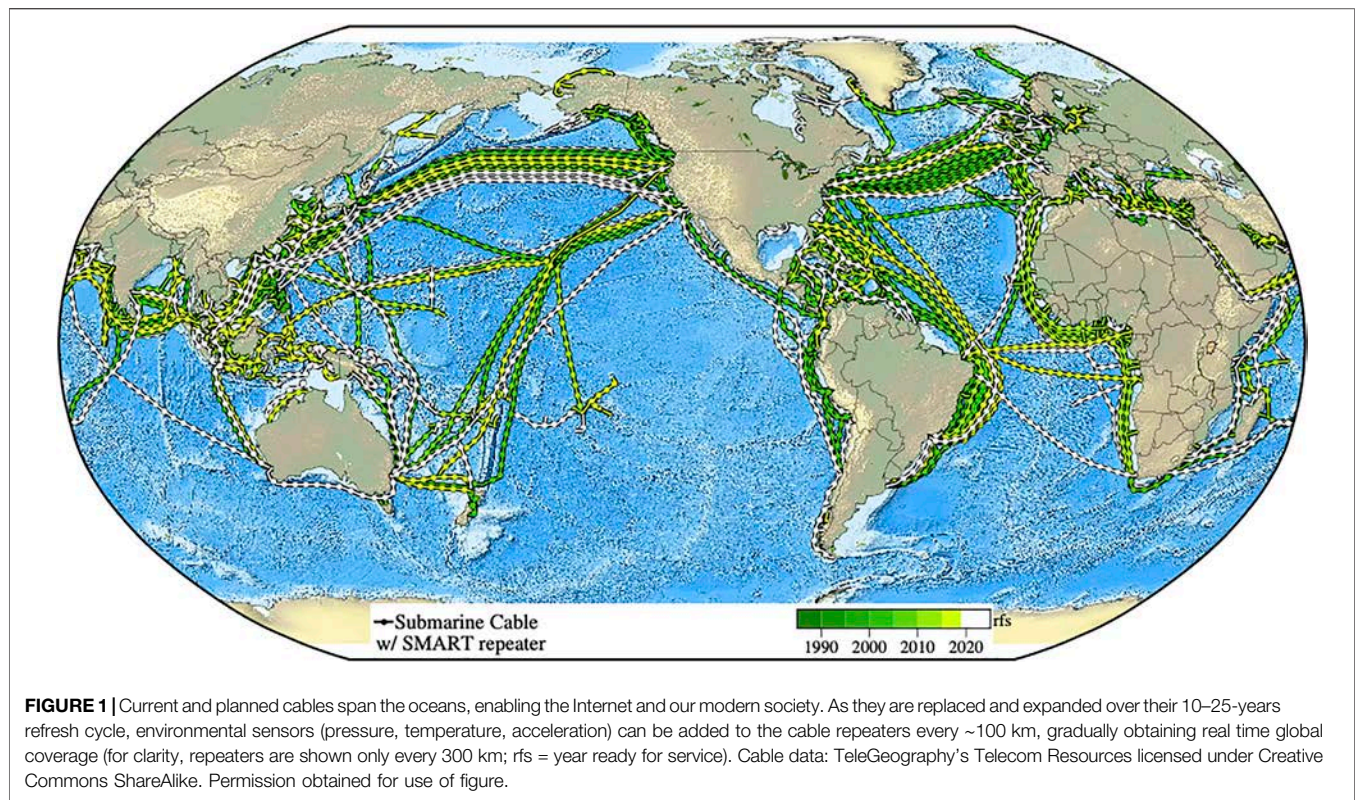 Submarine Cable
w/ SMART repeater
rfs
1990 2000 2010 2020
FIGURE 1 | Current and planned cables span the oceans, enabling the Internet and our modern society. As they are replaced and expanded over their 10–25-years
refresh cycle, environmental sensors (pressure, temperature, acceleration) can be added to the cable repeaters every ~100 km, gradually obtaining real time global
coverage (for clarity, repeaters are shown only every 300 km; rfs = year ready for service). Cable data: TeleGeography's Telecom Resources licensed under Creative
Commons ShareAlike. Permission obtained for use of figure.